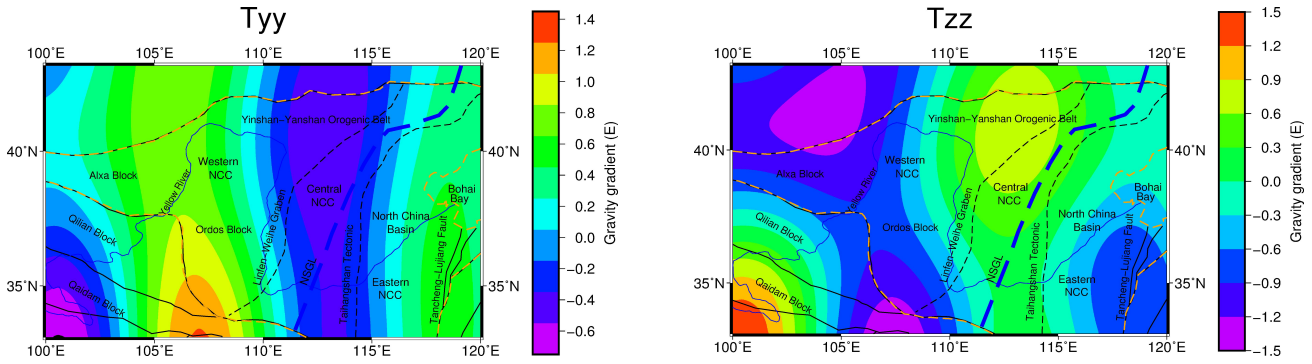 Tyy
100°E 105°E 110°E 115°E 120°E
40°N
35°N
Yinshan-Yanshan Orogenic Belt
Western
NCC
Alxa Block
Yellow River
Central
NCC
Bohai
Bay
Qilian Block
Ordos Block
North China
Basin
Linfen-Weihe Graben
NSGL
Taihangshan Tectonic
Eastern
NCC
Tancheng-Lujiang Fault
Qaidam Block
100°E 105°E 110°E 115°E 120°E
1.4
1.0
0.8
0.6
0.4
0.2
0.0
-0.2
-0.4
-0.6
Gravity gradient (E)
Tzz
100°E 105°E 110°E 115°E 120°E
40°N
35°N
Yinshan-Yanshan Orogenic Belt
Western
NCC
Alxa Block
Yellow River
Central
NCC
Bohai
Bay
Qilian Block
Ordos Block
North China
Basin
Linfen-Weihe Graben
NSGL
Taihangshan Tectonic
Eastern
NCC
Tancheng-Lujiang Fault
Qaidam Block
100°E 105°E 110°E 115°E 120°E
1.5
1.2
0.9
0.6
0.3
0.0
-0.3
-0.6
-0.9
-1.2
-1.5
Gravity gradient (E)